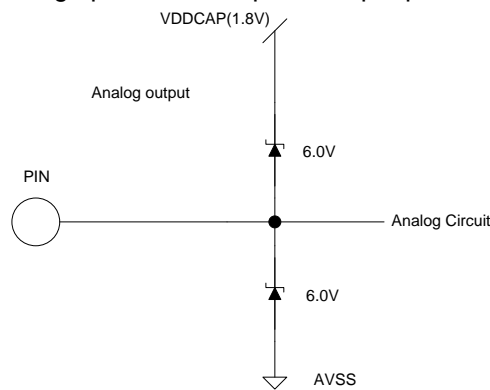 VDDCAP(1.8V)
Analog output
6.0V
PIN
Analog Circuit
6.0V
AVSS